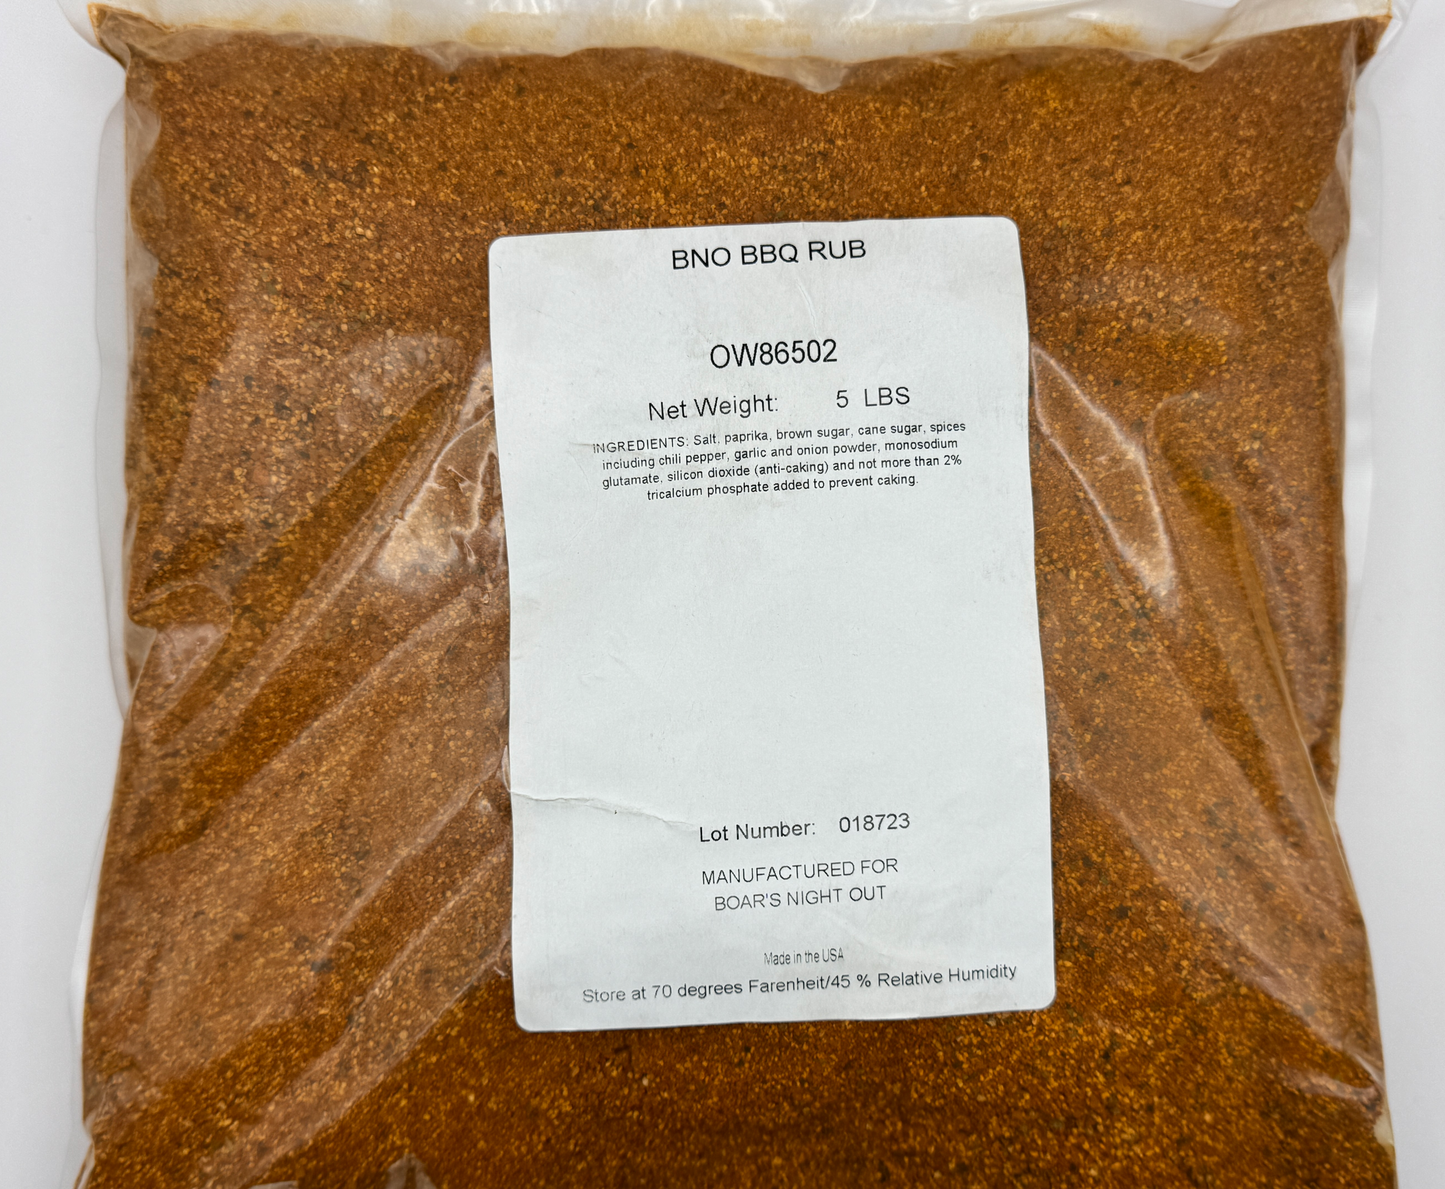 BNO BBQ RUB
OW86502
Net Weight: 5 LBS
INGREDIENTS: Salt, paprika, brown sugar, cane sugar, spices
including chili pepper, garlic and onion powder, monosodium
glutamate, silicon dioxide (anti-caking) and not more than 2%
tricalcium phosphate added to prevent caking.
Lot Number: 018723
MANUFACTURED FOR
BOAR'S NIGHT OUT
Made in the USA
Store at 70 degrees Farenheit/45 % Relative Humidity